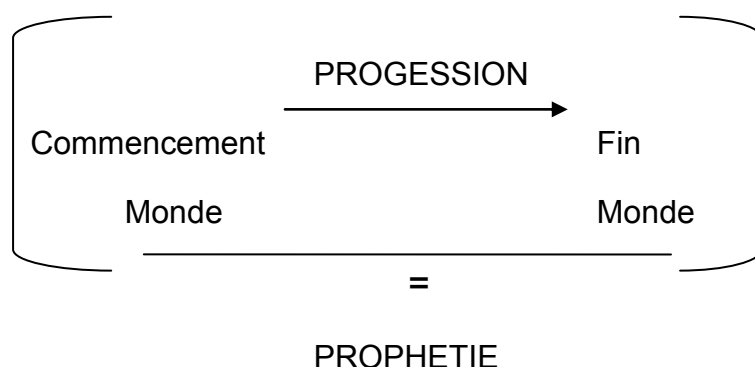 PROGESSION
Commencement Fin
Monde Monde
=
PROPHETIE